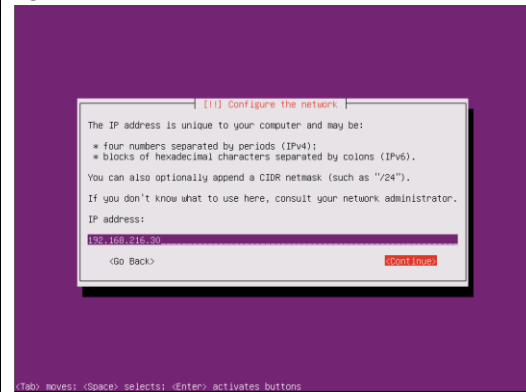 [!!] Configure the network
The IP address is unique to your computer and may be:
* four numbers separated by periods (IPv4);
* blocks of hexadecimal characters separated by colons (IPv6).
You can also optionally append a CIDR netmask (such as "/24").
If you don't know what to use here, consult your network administrator.
IP address:
192.168.216.30
<Go Back> <Continue>
<Tab> moves; <Space> selects; <Enter> activates buttons